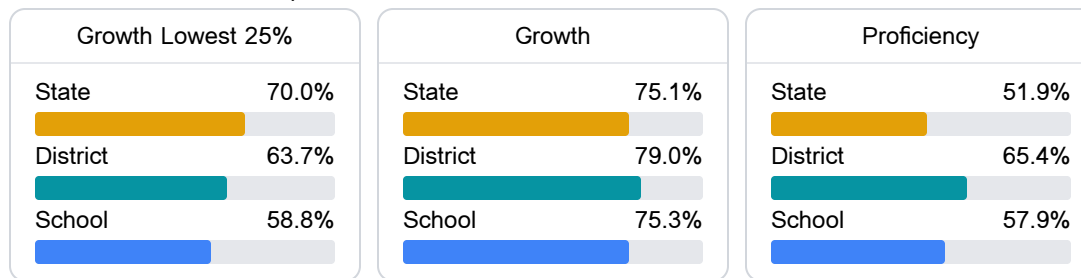 Growth Lowest 25%
State 70.0%
District 63.7%
School 58.8%
Growth
State 75.1%
District 79.0%
School 75.3%
Proficiency
State 51.9%
District 65.4%
School 57.9%